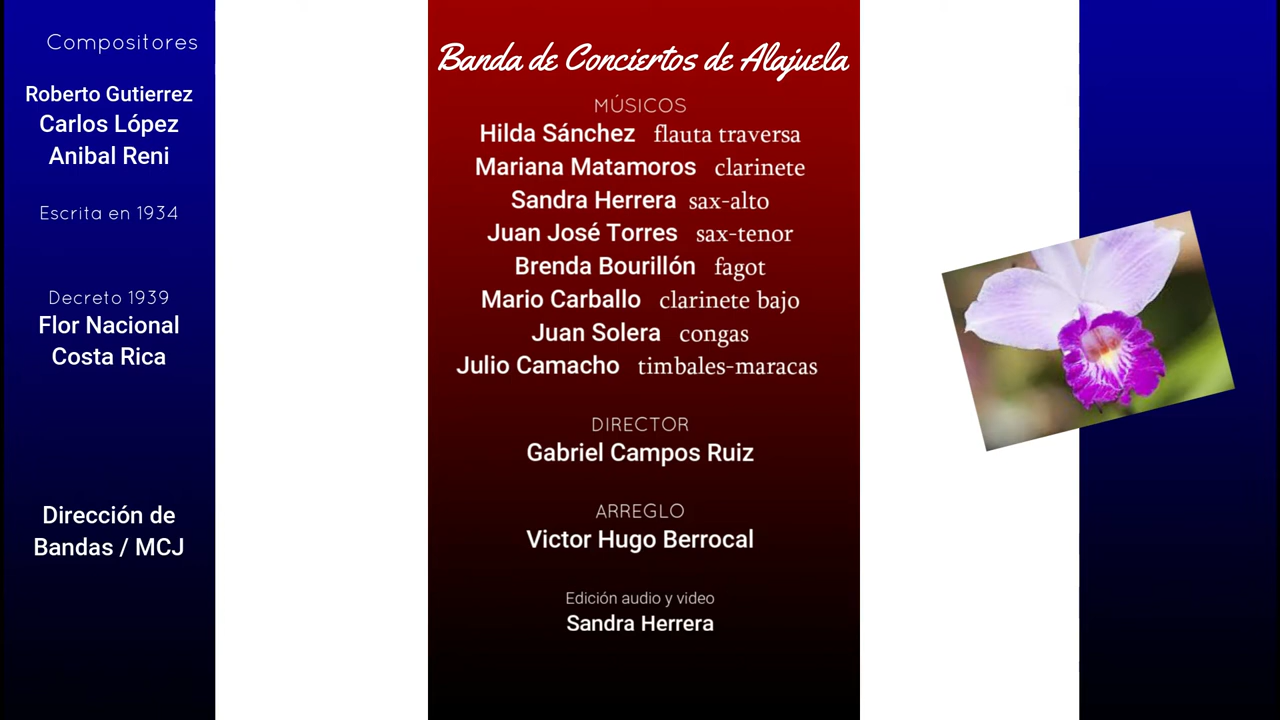 Compositores
Roberto Gutierrez
Carlos López
Anibal Reni
Escrita en 1934
Decreto 1939
Flor Nacional
Costa Rica
Dirección de
Bandas / MCJ
Banda de Conciertos de Alajuela
MÚSICOS
Hilda Sánchez flauta traversa
Mariana Matamoros clarinete
Sandra Herrera sax-alto
Juan José Torres sax-tenor
Brenda Bourillón fagot
Mario Carballo clarinete bajo
Juan Solera congas
Julio Camacho timbales-maracas
DIRECTOR
Gabriel Campos Ruiz
ARREGLO
Victor Hugo Berrocal
Edición audio y video
Sandra Herrera